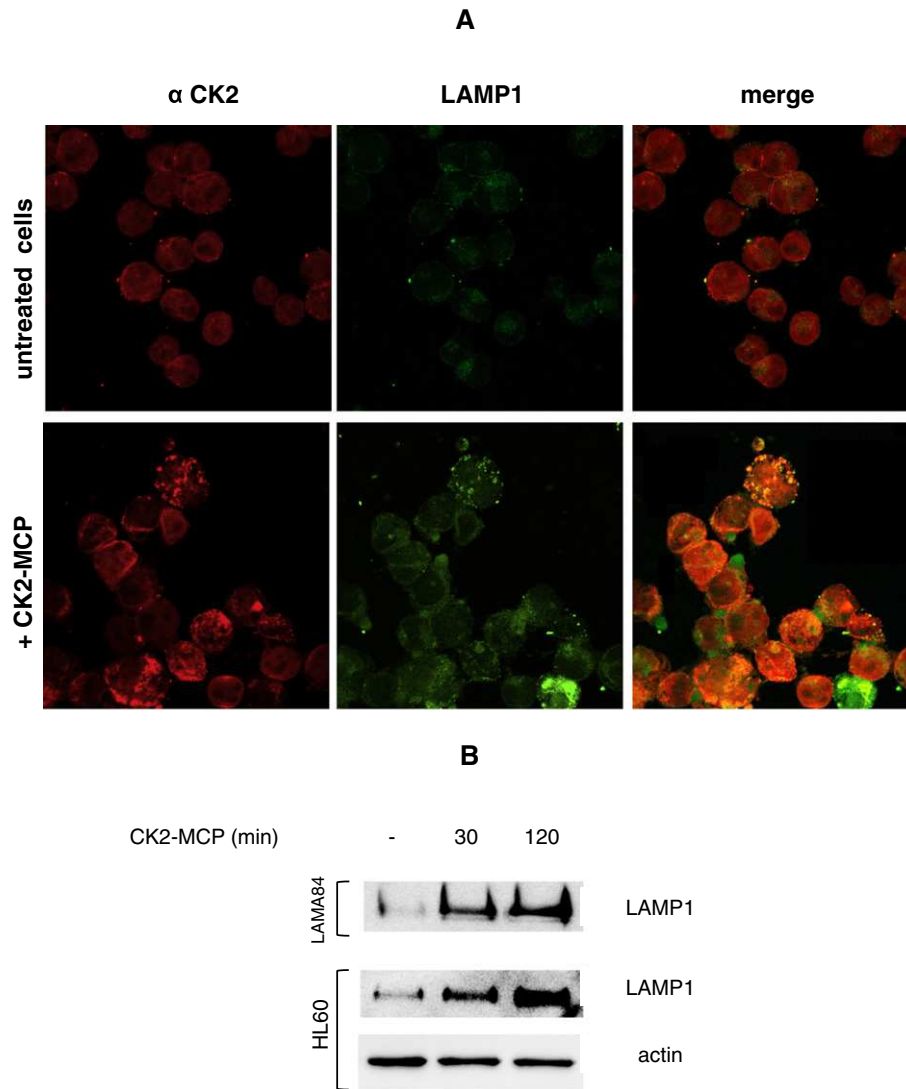 A
α CK2 LAMP1 merge
untreated cells
+ CK2-MCP
B
CK2-MCP (min) - 30 120
LAMA84
LAMP1
HL60
LAMP1
actin